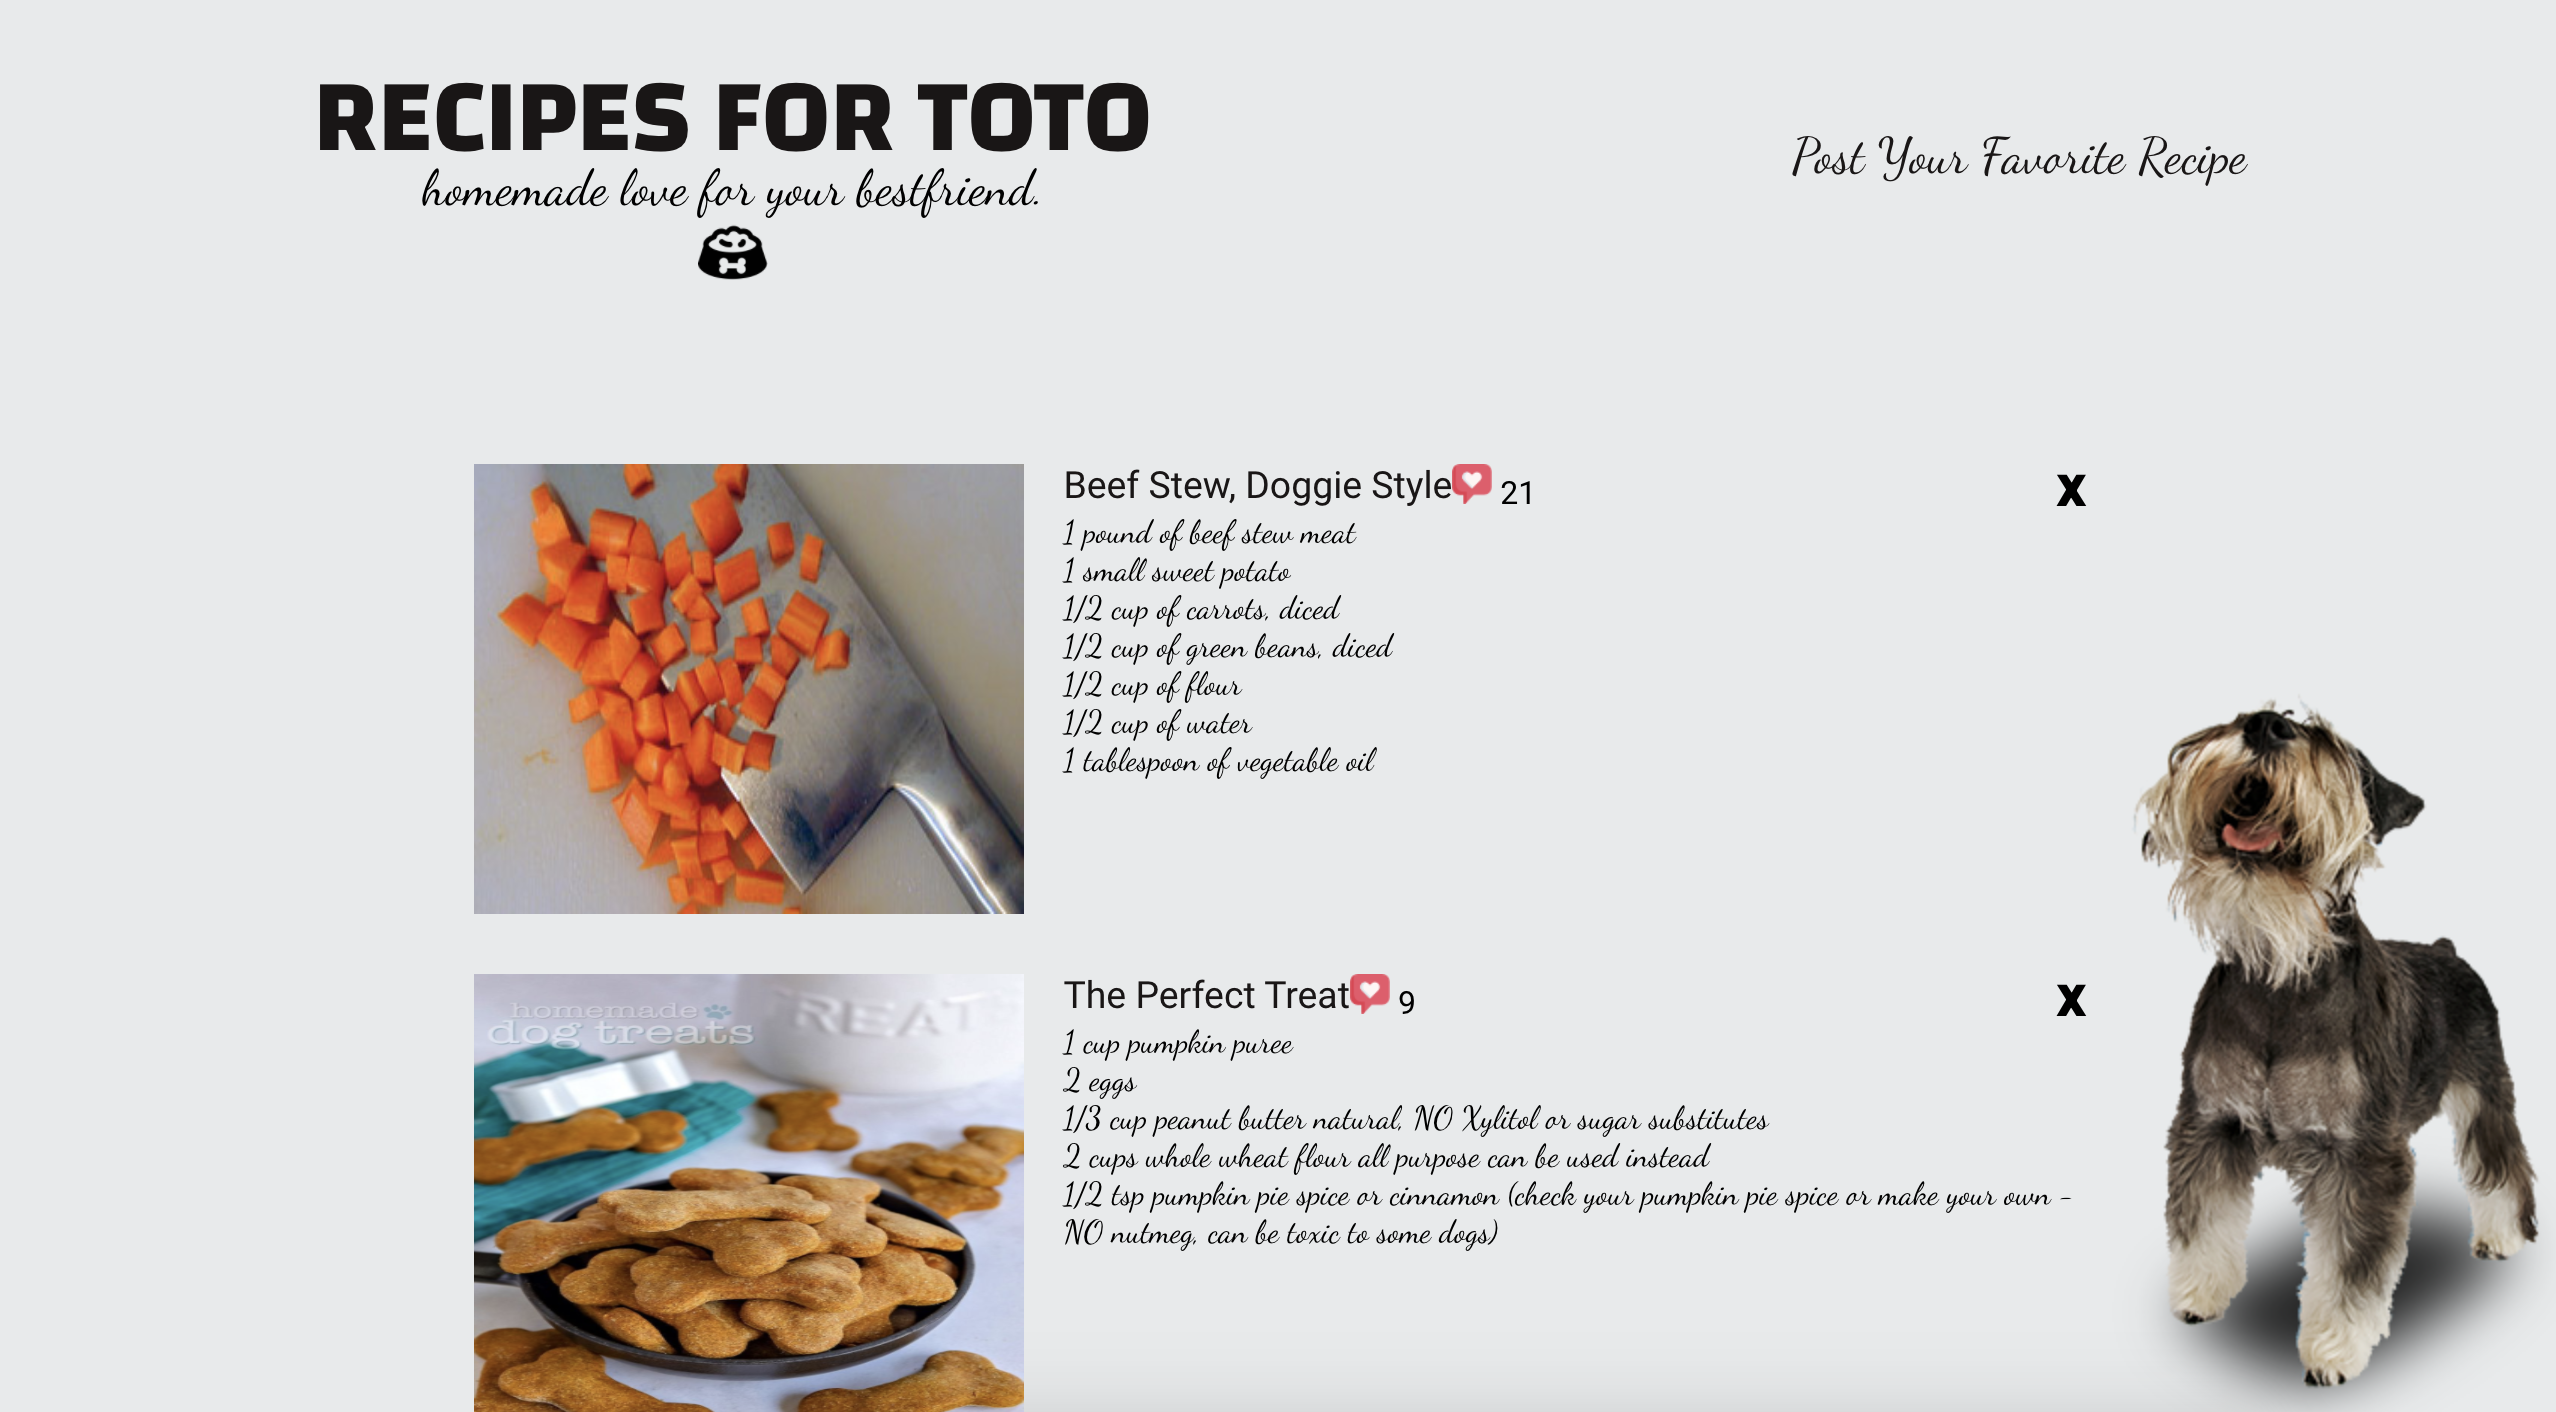 RECIPES FOR TOTO
homemade love for your bestfriend.
Post Your Favorite Recipe
Beef Stew, Doggie Style 21
X
1 pound of beef stew meat
1 small sweet potato
1/2 cup of carrots, diced
1/2 cup of green beans, diced
1/2 cup of flour
1/2 cup of water
1 tablespoon of vegetable oil
homemade
dog treats
TREATS
The Perfect Treat 9
X
1 cup pumpkin puree
2 eggs
1/3 cup peanut butter natural, NO Xylitol or sugar substitutes
2 cups whole wheat flour all purpose can be used instead
1/2 tsp pumpkin pie spice or cinnamon (check your pumpkin pie spice or make your own -
NO nutmeg, can be toxic to some dogs)